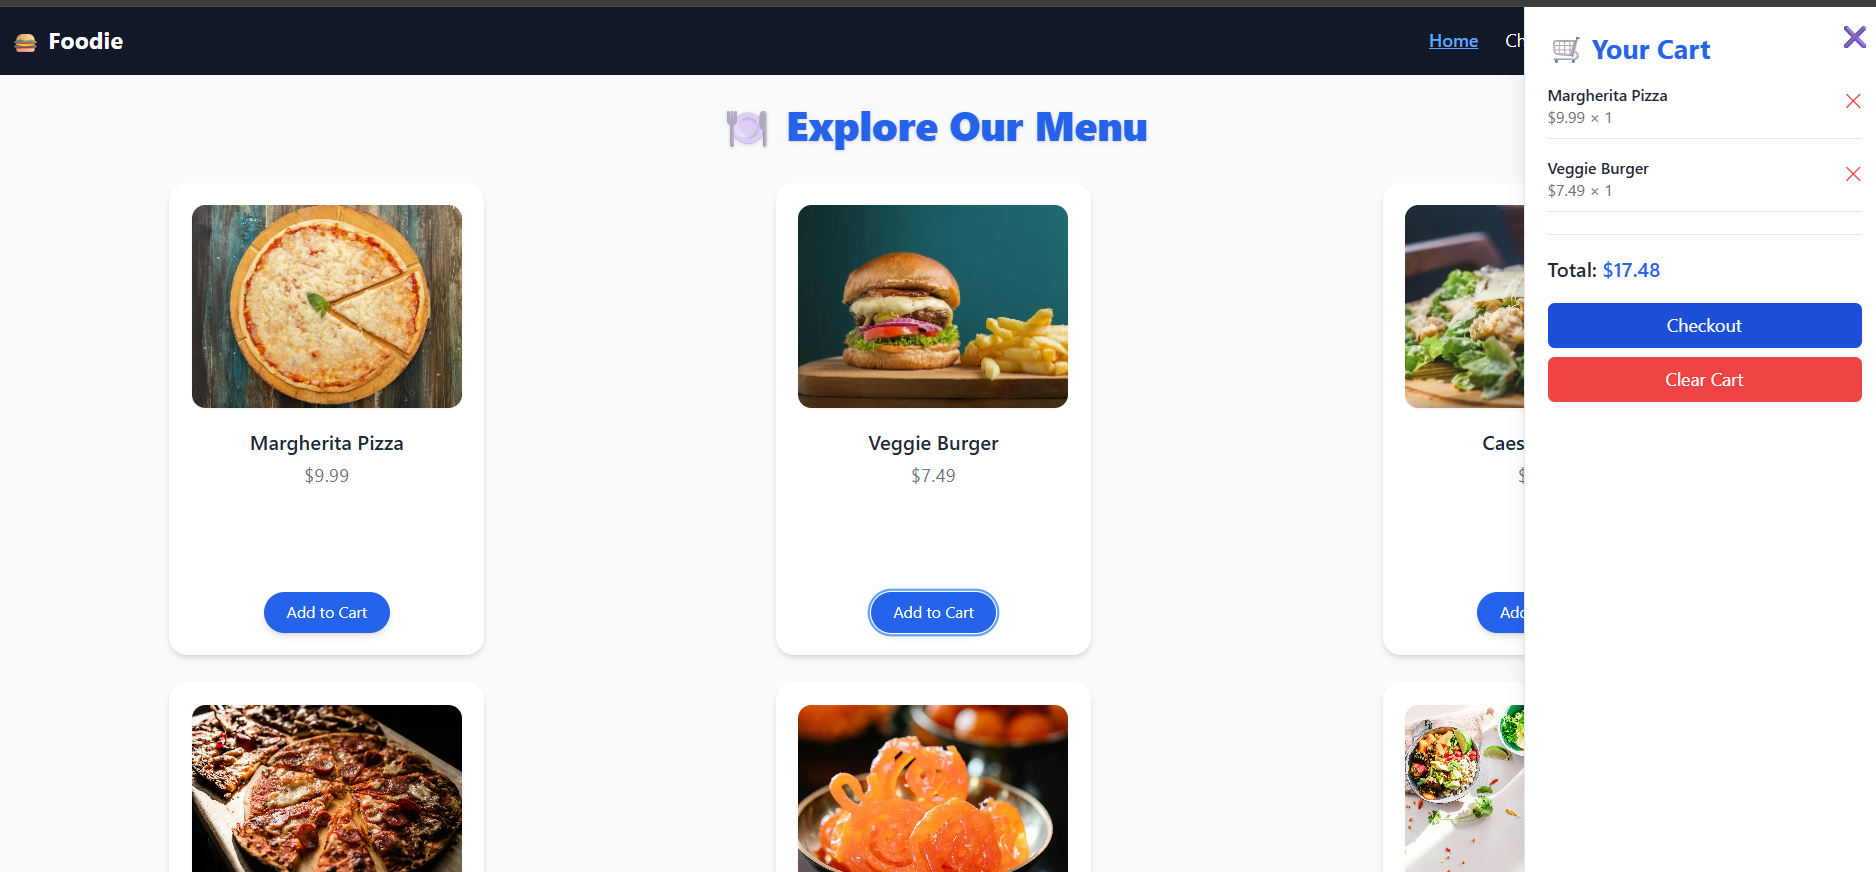 Foodie
Home Ch
Your Cart
Margherita Pizza
$9.99 × 1
Veggie Burger
$7.49 × 1
Total: $17.48
Checkout
Clear Cart
Explore Our Menu
Margherita Pizza
$9.99
Add to Cart
Veggie Burger
$7.49
Add to Cart
Caes
$
Add